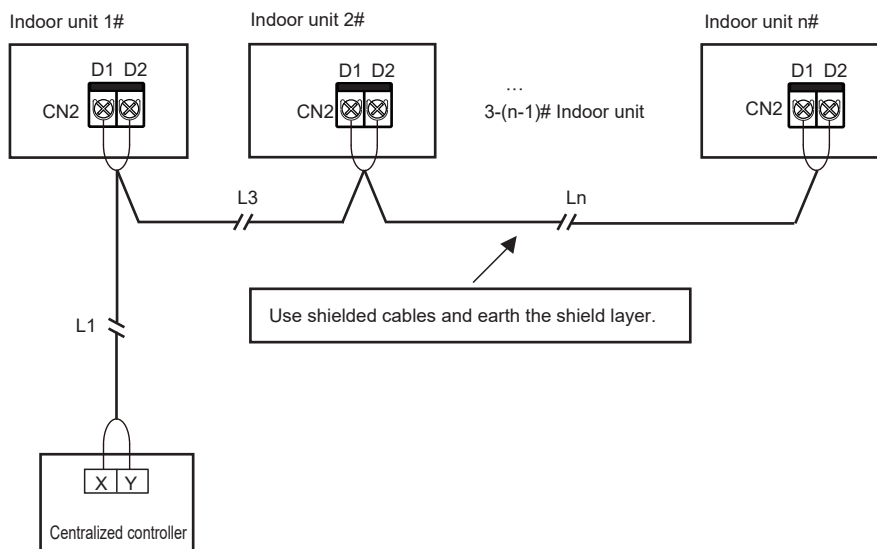 Indoor unit 1#
Indoor unit 2#
Indoor unit n#
D1 D2
CN2
D1 D2
CN2
...
3-(n-1)# Indoor unit
D1 D2
CN2
L3
Ln
Use shielded cables and earth the shield layer.
L1
X Y
Centralized controller